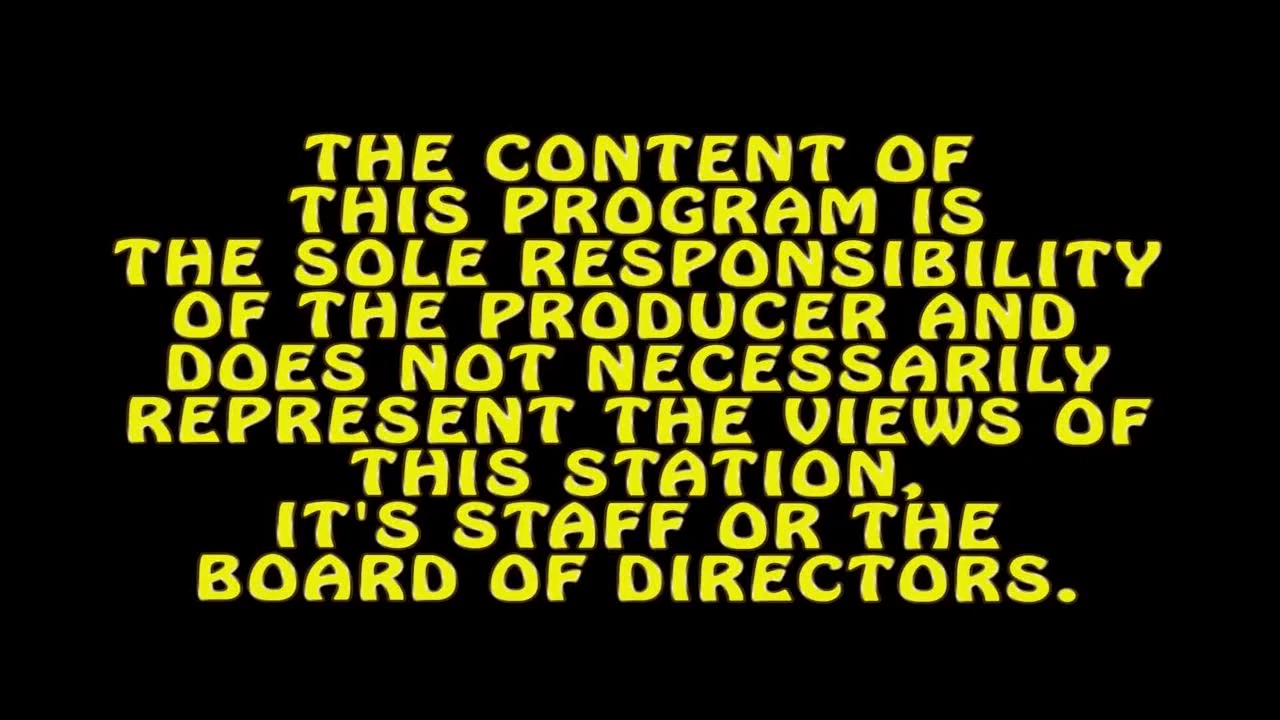 THE CONTENT OF
THIS PROGRAM IS
THE SOLE RESPONSIBILITY
OF THE PRODUCER AND
DOES NOT NECESSARILY
REPRESENT THE VIEWS OF
THIS STATION,
IT'S STAFF OR THE
BOARD OF DIRECTORS.